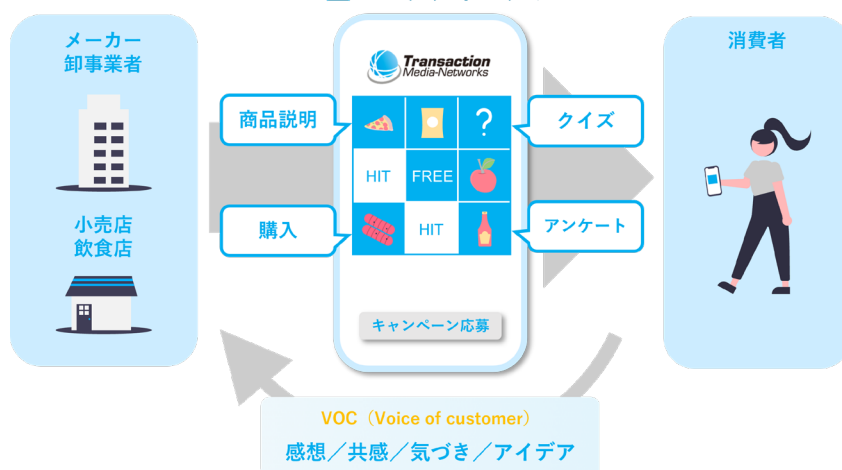 メーカー
卸事業者
小売店
飲食店
Transaction
Media-Networks
商品説明
クイズ
?
HIT
FREE
購入
HIT
アンケート
キャンペーン応募
消費者
VOC（Voice of customer）
感想／共感／気づき／アイデア